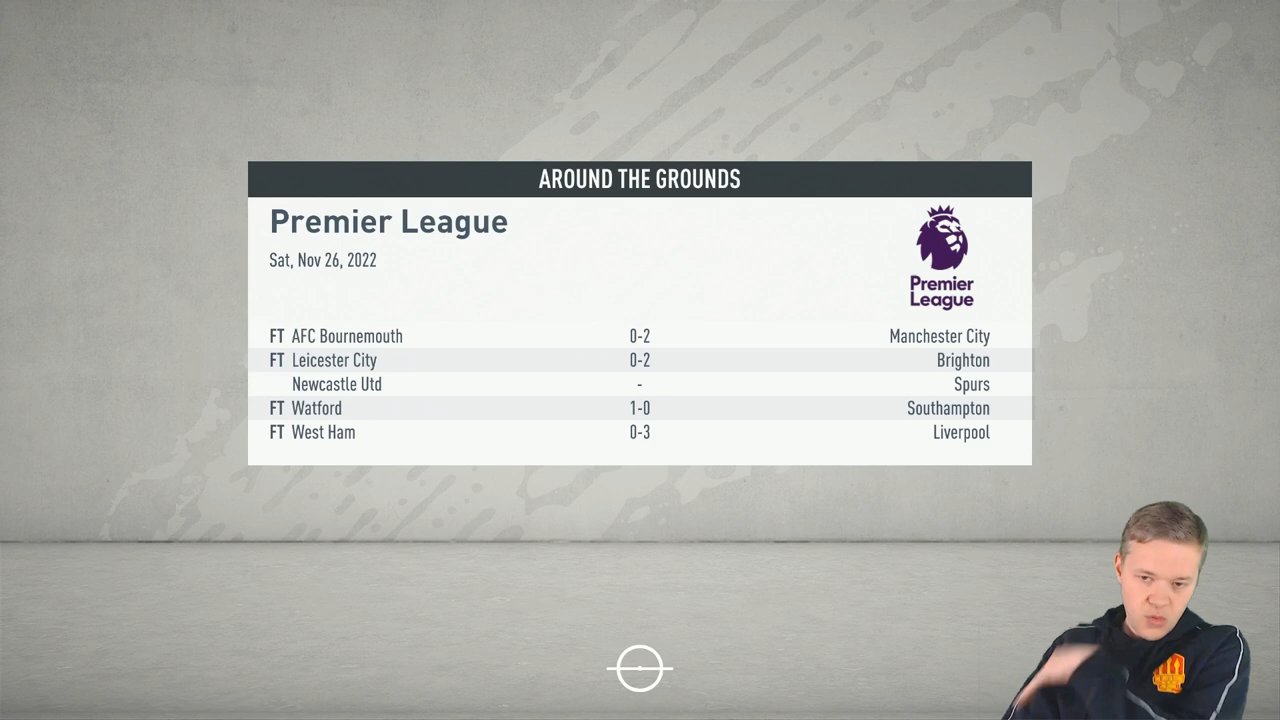 AROUND THE GROUNDS
Premier League
Sat, Nov 26, 2022
Premier
League
FT AFC Bournemouth 0-2 Manchester City
FT Leicester City 0-2 Brighton
Newcastle Utd - Spurs
FT Watford 1-0 Southampton
FT West Ham 0-3 Liverpool